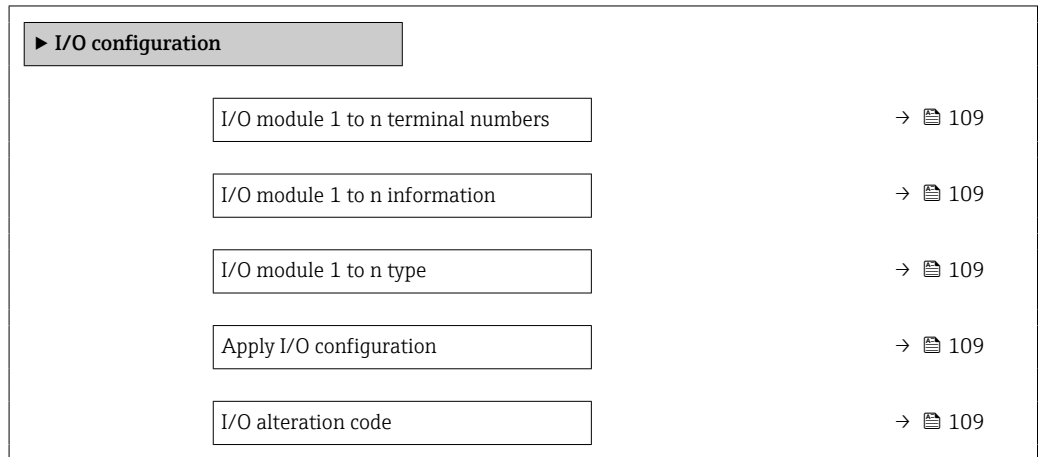 ► I/O configuration
I/O module 1 to n terminal numbers → 109
I/O module 1 to n information → 109
I/O module 1 to n type → 109
Apply I/O configuration → 109
I/O alteration code → 109